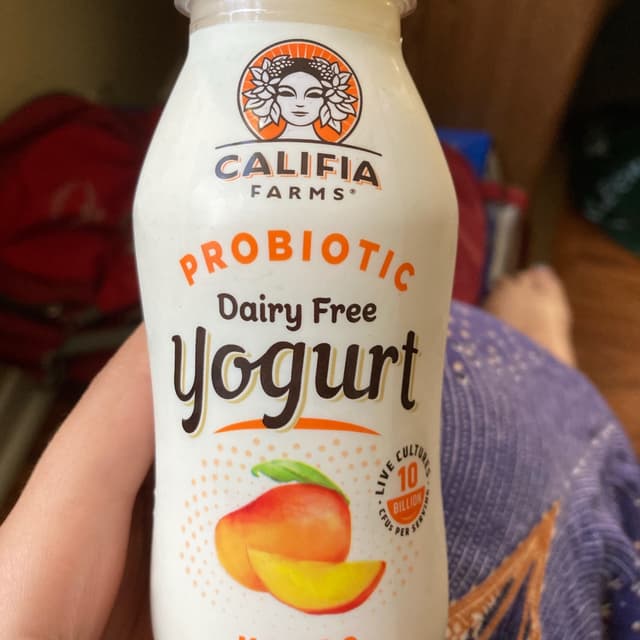 CALIFIA
FARMS®
PROBIOTIC
Dairy Free
Yogurt
LIVE CULTURES
10
BILLION
CFUs PER SERVING